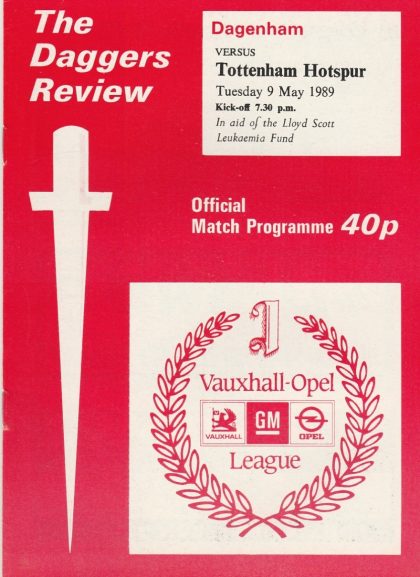 The
Daggers
Review
Dagenham
VERSUS
Tottenham Hotspur
Tuesday 9 May 1989
Kick-off 7.30 p.m.
In aid of the Lloyd Scott
Leukaemia Fund
Official
Match Programme 40p
Vauxhall-Opel
VAUXHALL
GM
OPEL
League